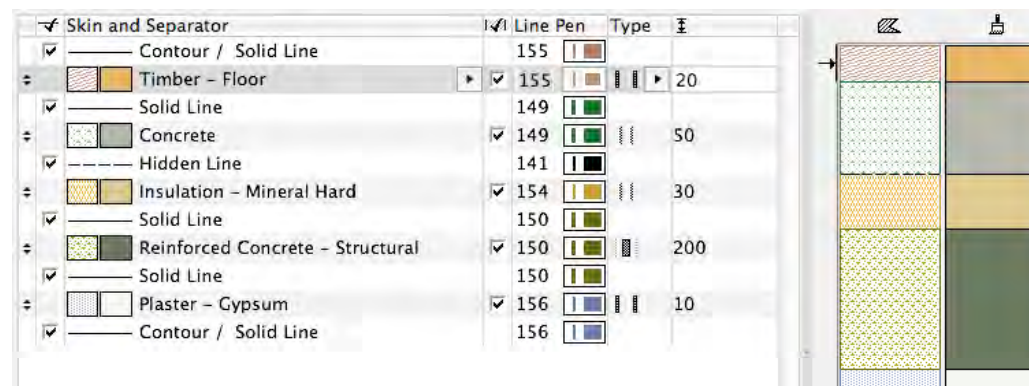 Skin and Separator Line Pen Type
Contour / Solid Line 155
Timber – Floor 155 20
Solid Line 149
Concrete 149 50
Hidden Line 141
Insulation – Mineral Hard 154 30
Solid Line 150
Reinforced Concrete – Structural 150 200
Solid Line 150
Plaster – Gypsum 156 10
Contour / Solid Line 156